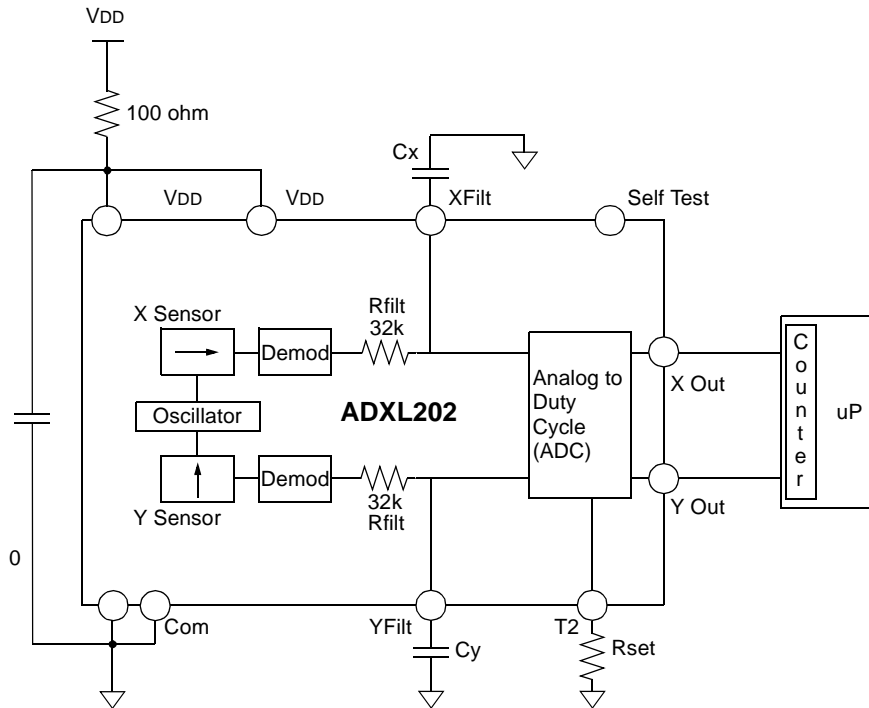 VDD
100 ohm
Cx
VDD
VDD
XFilt
Self Test
X Sensor
Rfilt
32k
Demod
Analog to
Duty
Cycle
(ADC)
X Out
Counter
uP
Oscillator
ADXL202
Demod
32k
Rfilt
Y Sensor
Y Out
0
Com
YFilt
T2
Cy
Rset